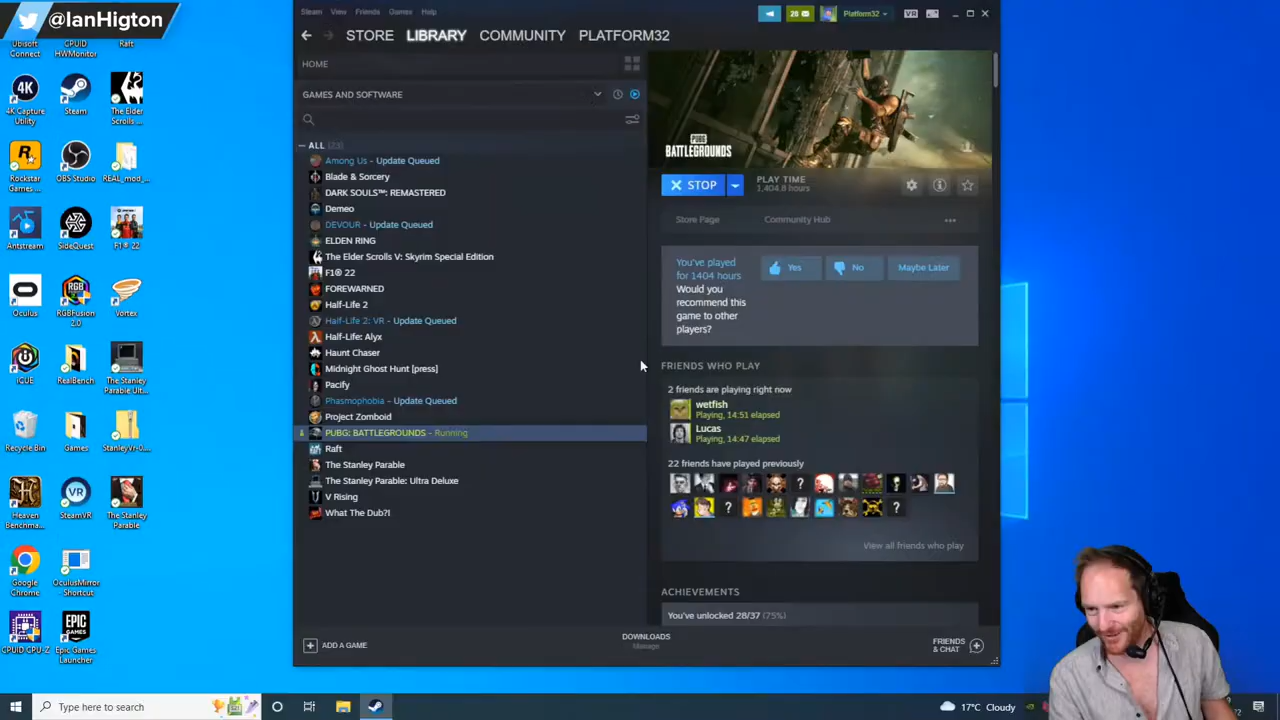 @IanHigton
Ubisoft
Connect
CPUID
HWMonitor
Raft
4K Capture
Utility
Steam
The Elder
Scrolls ...
Rockstar
Games ...
OBS Studio
REAL_mod_...
Antstream
SideQuest
F1® 22
Oculus
RGBFusion
2.0
Vortex
iCUE
RealBench
The Stanley
Parable Ult...
Recycle Bin
Games
StanleyVr-0...
Heaven
Benchma...
SteamVR
The Stanley
Parable
Google
Chrome
OculusMirror
- Shortcut
CPUID CPU-Z
Epic Games
Launcher
Steam View Friends Games Help
28
Platform32
VR
STORE LIBRARY COMMUNITY PLATFORM32
HOME
GAMES AND SOFTWARE
ALL (23)
Among Us - Update Queued
Blade & Sorcery
DARK SOULS™: REMASTERED
Demeo
DEVOUR - Update Queued
ELDEN RING
The Elder Scrolls V: Skyrim Special Edition
F1® 22
FOREWARNED
Half-Life 2
Half-Life 2: VR - Update Queued
Half-Life: Alyx
Haunt Chaser
Midnight Ghost Hunt [press]
Pacify
Phasmophobia - Update Queued
Project Zomboid
PUBG: BATTLEGROUNDS - Running
Raft
The Stanley Parable
The Stanley Parable: Ultra Deluxe
V Rising
What The Dub?!
PUBG
BATTLEGROUNDS
STOP
PLAY TIME
1,404.8 hours
Store Page
Community Hub
You've played
for 1404 hours
Would you
recommend this
game to other
players?
Yes
No
Maybe Later
FRIENDS WHO PLAY
2 friends are playing right now
wetfish
Playing, 14:51 elapsed
Lucas
Playing, 14:47 elapsed
22 friends have played previously
View all friends who play
ACHIEVEMENTS
You've unlocked 28/37 (75%)
ADD A GAME
DOWNLOADS
Manage
FRIENDS
& CHAT
Type here to search
17°C Cloudy